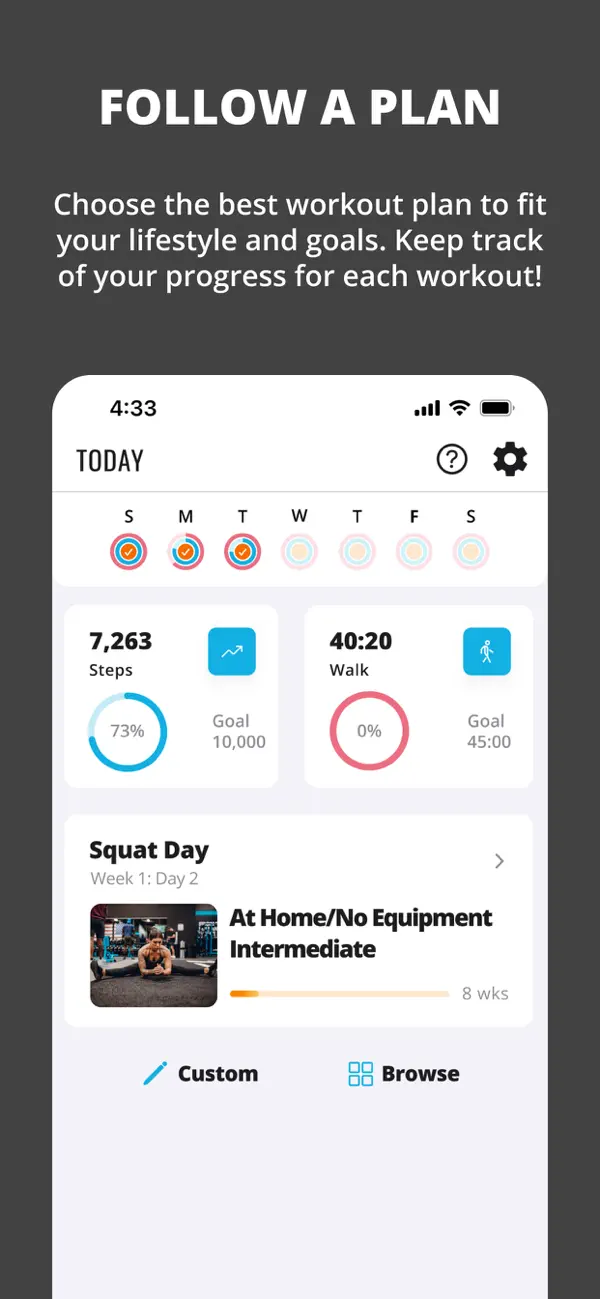 FOLLOW A PLAN
Choose the best workout plan to fit
your lifestyle and goals. Keep track
of your progress for each workout!
4:33
TODAY
S M T W T F S
7,263
Steps
73%
Goal
10,000
40:20
Walk
0%
Goal
45:00
Squat Day
Week 1: Day 2
At Home/No Equipment
Intermediate
8 wks
Custom
Browse